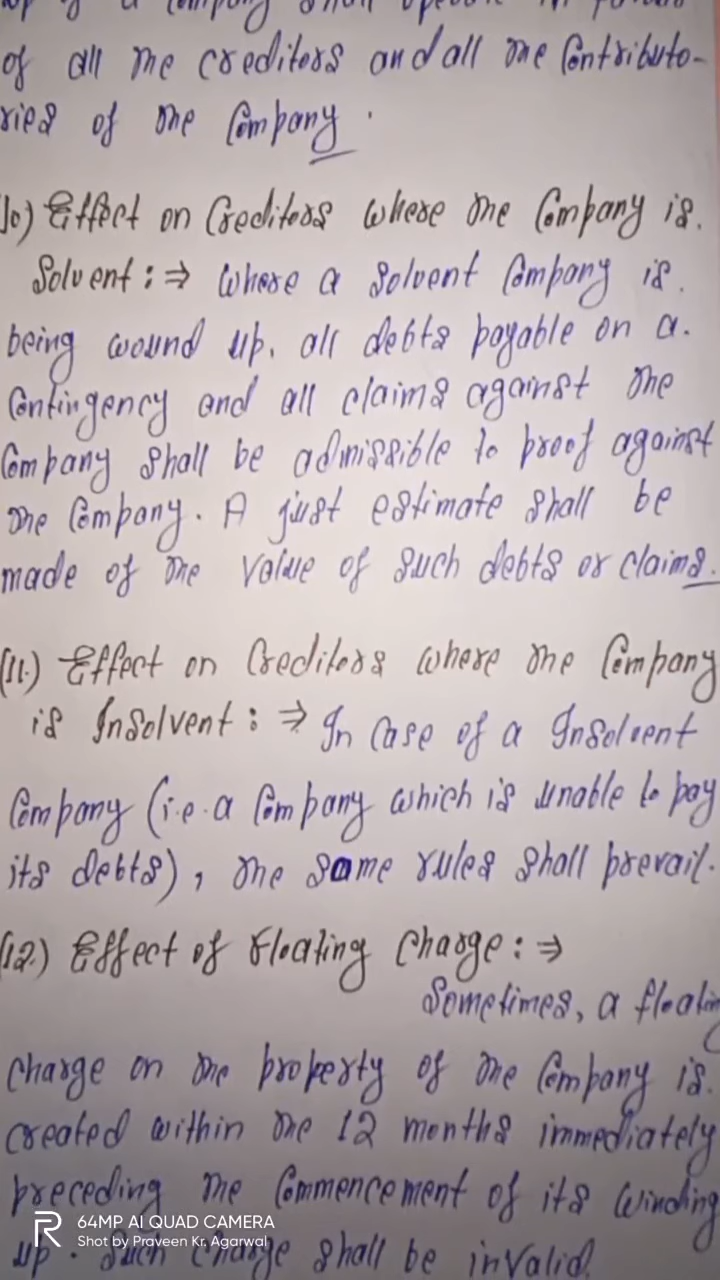 of a Company shall operate in favour
of all the creditors and all the Contributo-
ries of the Company.
10) Effect on Creditors where the Company is.
Solvent : ⇒ Where a Solvent Company is.
being wound up, all debts payable on a.
Contingency and all claims against the
Company shall be admissible to proof against
the Company. A just estimate shall be
made of the value of such debts or claims.
(11.) Effect on Creditors where the Company
is Insolvent : ⇒ In Case of a Insolvent
Company (i.e. a Company which is unable to pay
its debts), the same rules shall prevail.
(12.) Effect of Floating Charge : ⇒
Sometimes, a floatin
charge on the property of the Company is.
created within the 12 months immediately
preceding the Commencement of its winding
up. Such charge shall be invalid.
64MP AI QUAD CAMERA
Shot by Praveen Kr. Agarwal